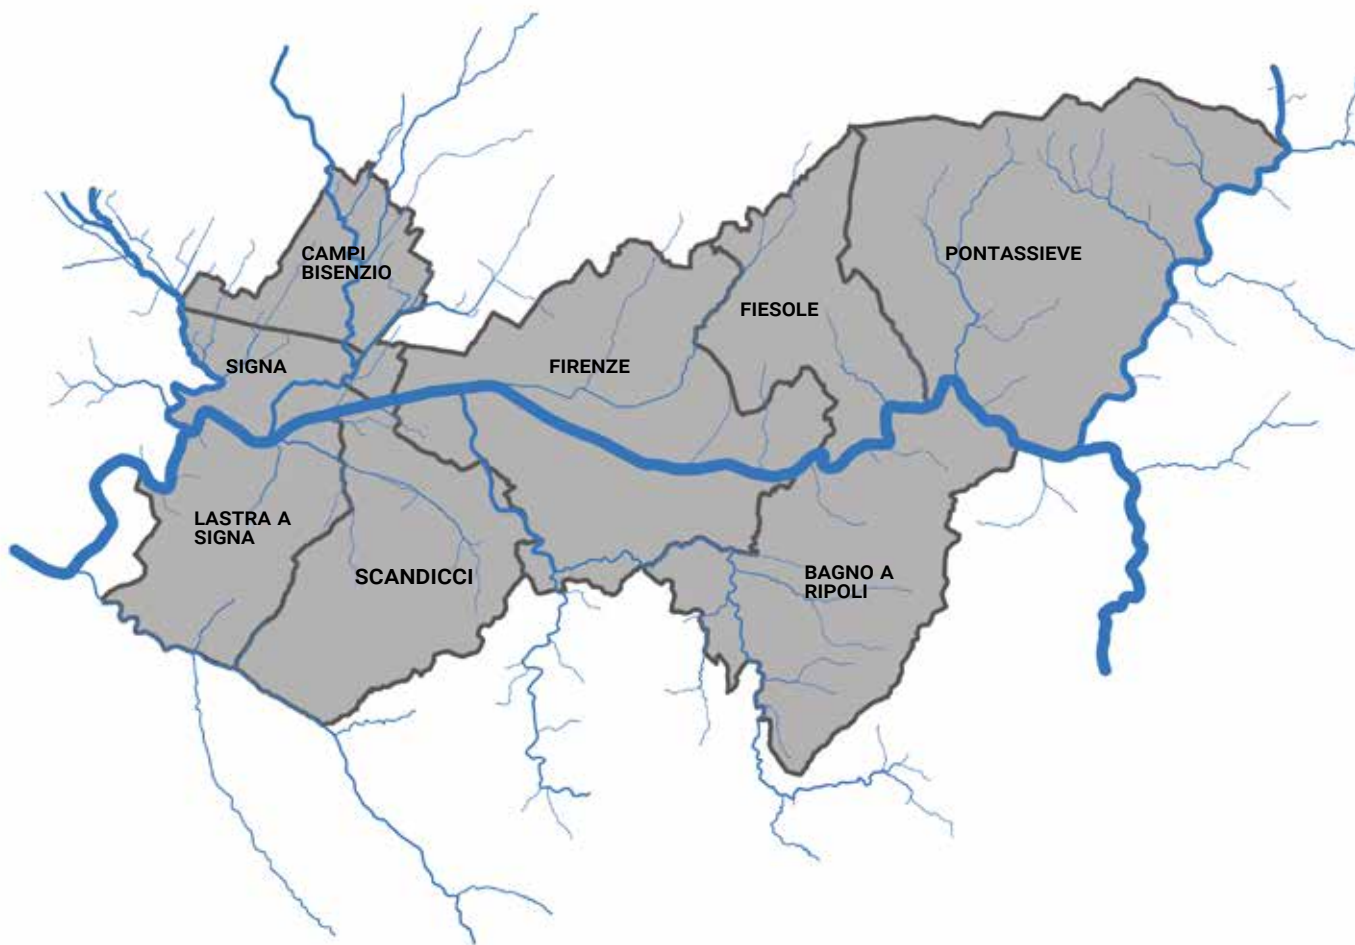 CAMPI
BISENZIO
PONTASSIEVE
FIESOLE
SIGNA
FIRENZE
LASTRA A
SIGNA
SCANDICCI
BAGNO A
RIPOLI